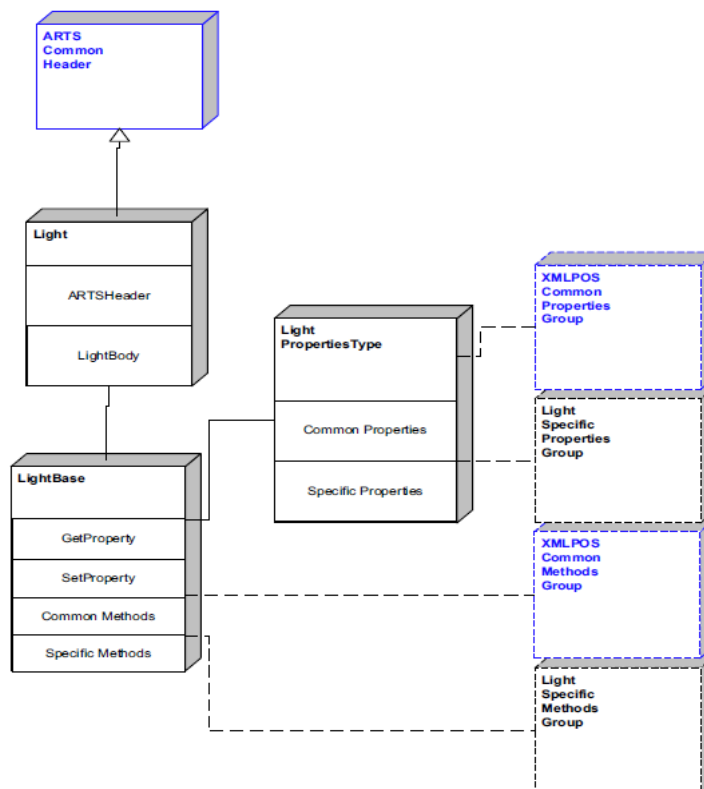 ARTS
Common
Header
Light
ARTSHeader
LightBody
Light
PropertiesType
Common Properties
Specific Properties
XMLPOS
Common
Properties
Group
Light
Specific
Properties
Group
LightBase
GetProperty
SetProperty
Common Methods
Specific Methods
XMLPOS
Common
Methods
Group
Light
Specific
Methods
Group